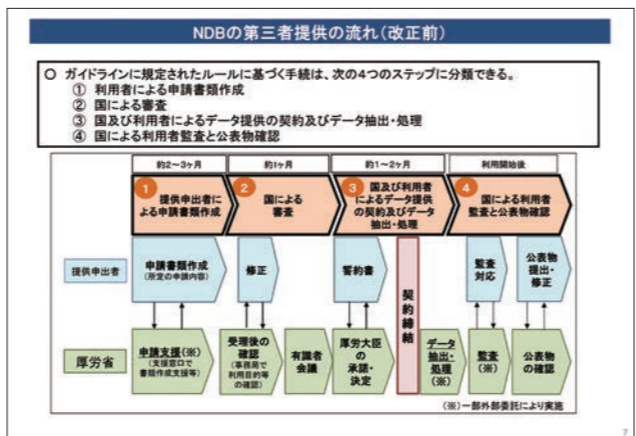 NDBの第三者提供の流れ（改正前）
○ ガイドラインに規定されたルールに基づく手続は、次の4つのステップに分類できる。
① 利用者による申請書類作成
② 国による審査
③ 国及び利用者によるデータ提供の契約及びデータ抽出・処理
④ 国による利用者監査と公表物確認
約2～3ヶ月
約1ヶ月
約1～2ヶ月
利用開始後
1
提供申出者に
よる申請書類作成
2
国による
審査
3
国及び利用者
によるデータ提供
の契約及びデータ
抽出・処理
4
国による利用者
監査と公表物確認
提供申出者
申請書類作成
（所定の申請内容）
修正
誓約書
契約締結
監査
対応
公表物
提出・
修正
厚労省
申請支援（※）
（支援窓口で
書類作成支援等）
受理後の
確認
（事務局で
利用目的等
の確認）
有識者
会議
厚労大臣
の
承諾・
決定
データ
抽出・
処理
（※）
監査
（※）
公表物
の確認
（※）一部外部委託により実施
7